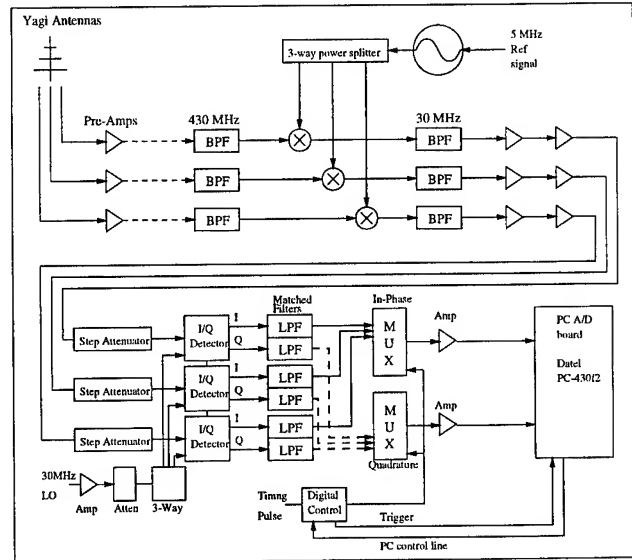 Yagi Antennas
5 MHz
Ref
signal
3-way power splitter
Pre-Amps
430 MHz
30 MHz
BPF
BPF
BPF
BPF
BPF
BPF
Matched
Filters
In-Phase
Step Attenuator
I/Q
Detector
I
Q
LPF
LPF
MUX
Amp
PC A/D
board
Datel
PC-430f2
Step Attenuator
I/Q
Detector
I
Q
LPF
LPF
Step Attenuator
I/Q
Detector
I
Q
LPF
LPF
MUX
Amp
Quadrature
30MHz
LO
Amp
Atten
3-Way
Timng
Pulse
Digital
Control
Trigger
PC control line